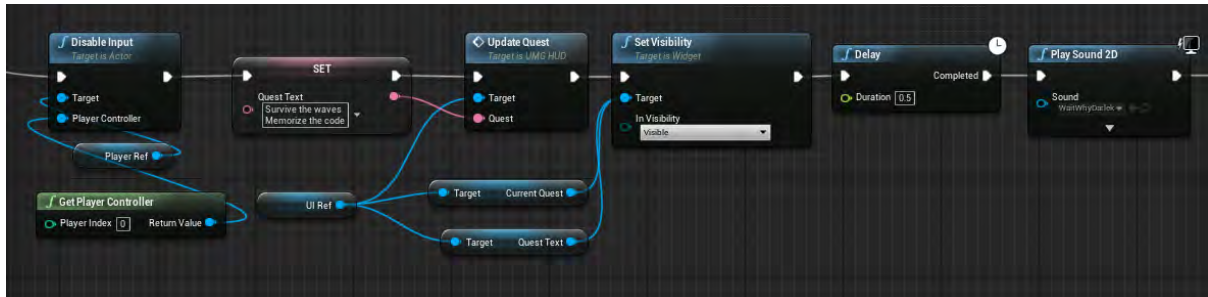 Disable Input
Target is Actor
Target
Player Controller
Player Ref
Get Player Controller
Player Index 0 Return Value
SET
Quest Text
Survive the waves
Memorize the code
UI Ref
Update Quest
Target is UMG HUD
Target
Quest
Target Current Quest
Target Quest Text
Set Visibility
Target is Widget
Target
In Visibility
Visible
Delay
Completed
Duration 0.5
Play Sound 2D
Sound